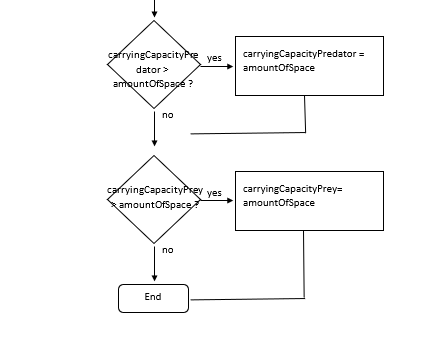 carryingCapacityPre
dator >
amountOfSpace ?
yes
carryingCapacityPredator =
amountOfSpace
no
carryingCapacityPrey
> amountOfSpace ?
yes
carryingCapacityPrey=
amountOfSpace
no
End